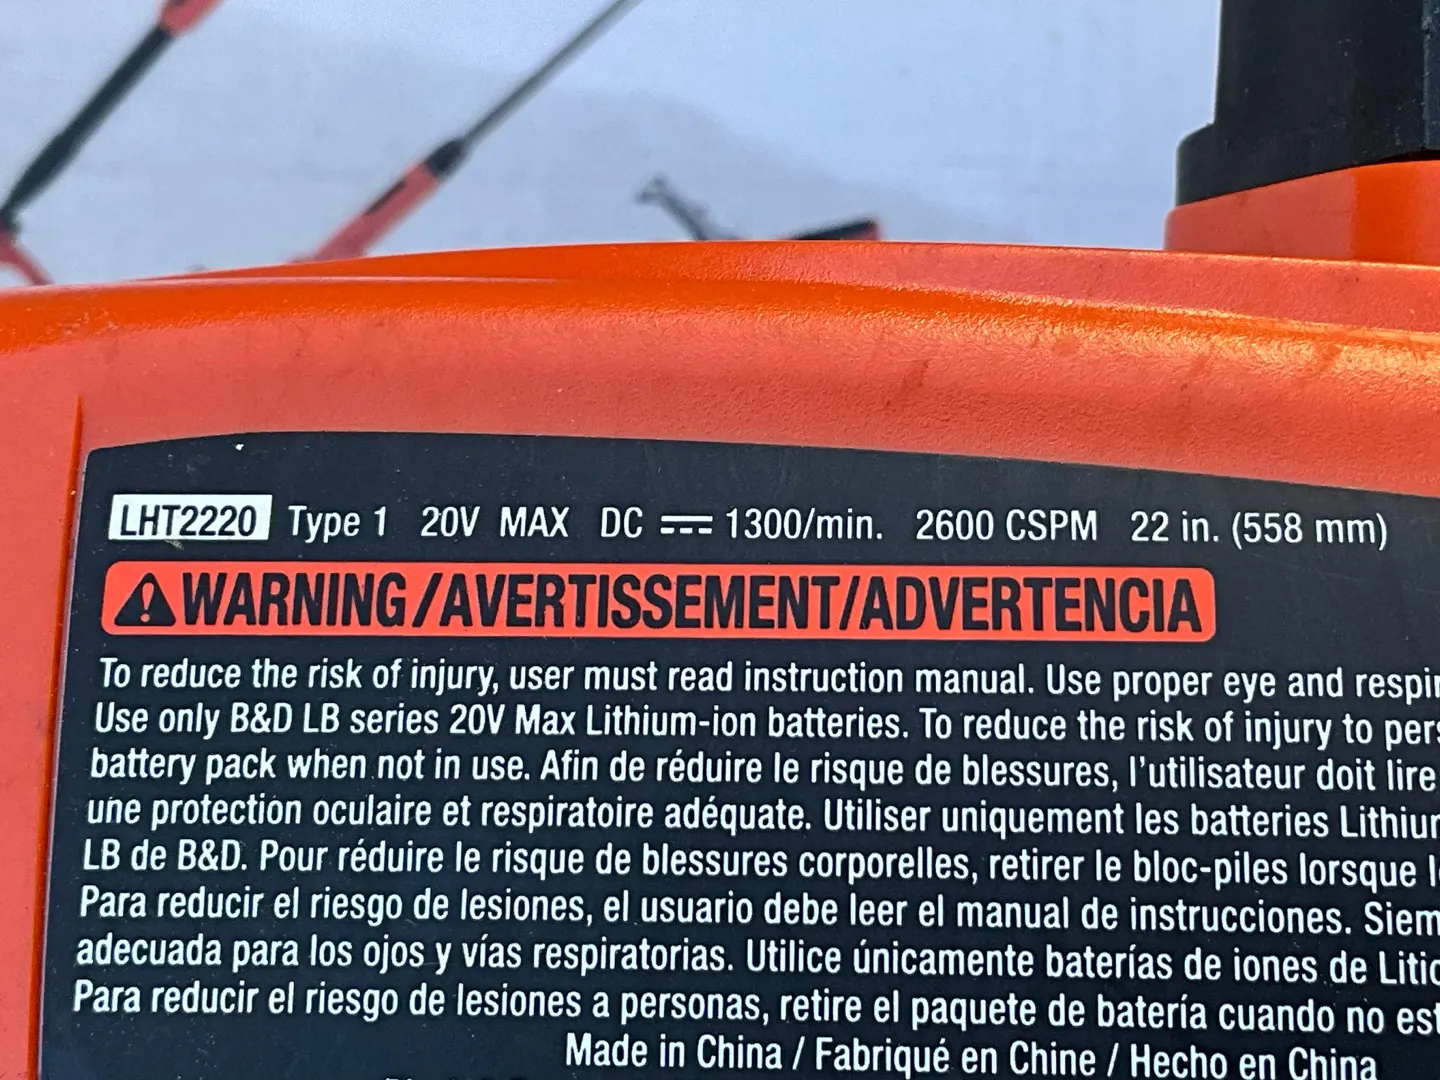 LHT2220 Type 1 20V MAX DC 1300/min. 2600 CSPM 22 in. (558 mm)
WARNING/AVERTISSEMENT/ADVERTENCIA
To reduce the risk of injury, user must read instruction manual. Use proper eye and
Use only B&D LB series 20V Max Lithium-ion batteries. To reduce the risk of injury to
battery pack when not in use. Afin de réduire le risque de blessures, l'utilisateur doit lire
une protection oculaire et respiratoire adéquate. Utiliser uniquement les batteries
LB de B&D. Pour réduire le risque de blessures corporelles, retirer le bloc-piles lorsque
Para reducir el riesgo de lesiones, el usuario debe leer el manual de instrucciones.
adecuada para los ojos y vías respiratorias. Utilice únicamente baterías de iones de
Para reducir el riesgo de lesiones a personas, retire el paquete de batería cuando no
Made in China / Fabriqué en Chine / Hecho en China